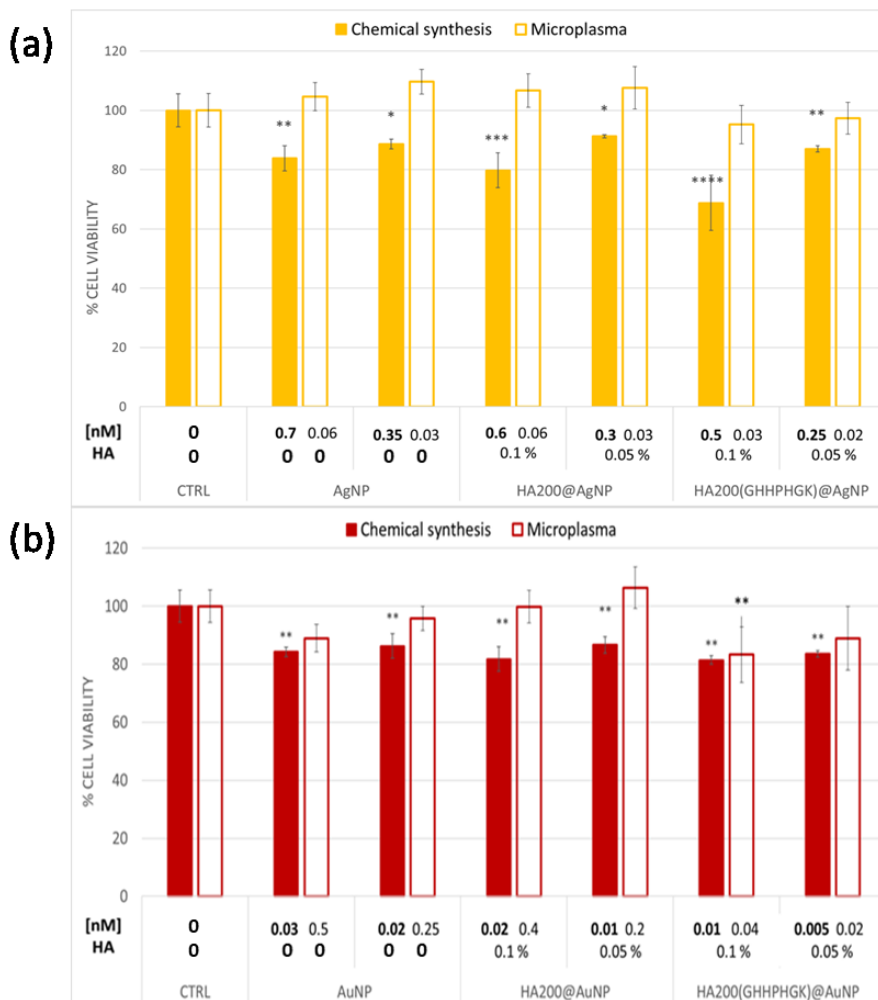 (a)
Chemical synthesis Microplasma
120
100
80
60
40
20
0
% CELL VIABILITY
** * *** * **** **
[nM] 0 0.7 0.06 0.35 0.03 0.6 0.06 0.3 0.03 0.5 0.03 0.25 0.02
HA 0 0 0 0 0 0.1 % 0.05 % 0.1 % 0.05 %
CTRL AgNP HA200@AgNP HA200(GHHPHGK)@AgNP
(b)
Chemical synthesis Microplasma
120
100
80
60
40
20
0
% CELL VIABILITY
** ** ** ** ** ** **
[nM] 0 0.03 0.5 0.02 0.25 0.02 0.4 0.01 0.2 0.01 0.04 0.005 0.02
HA 0 0 0 0 0 0.1 % 0.05 % 0.1 % 0.05 %
CTRL AuNP HA200@AuNP HA200(GHHPHGK)@AuNP